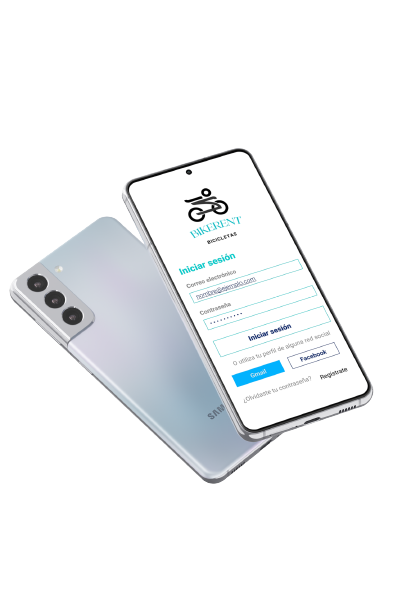 BIKERENT
BICICLETAS
Iniciar sesión
Correo electrónico
nombre@ejemplo.com
Contraseña
Iniciar sesión
O utiliza tu perfil de alguna red social
Gmail
Facebook
¿Olvidaste tu contraseña?
Regístrate